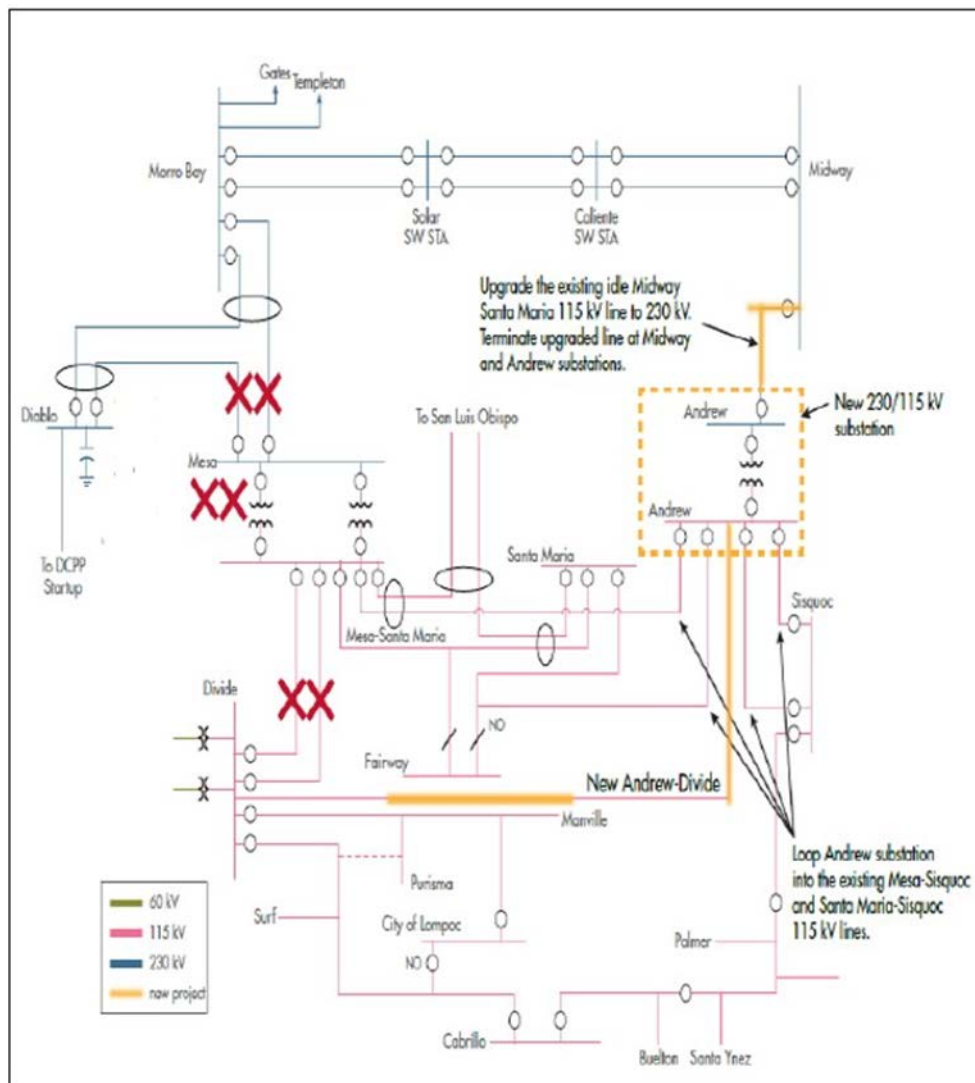 Gates
Templeton
Morro Bay
Midway
Solar
SW STA
Caliente
SW STA
Upgrade the existing idle Midway
Santa Maria 115 kV line to 230 kV.
Terminate upgraded line at Midway
and Andrew substations.
Diablo
To San Luis Obispo
Andrew
New 230/115 kV
substation
Mesa
Andrew
To DCPP
Startup
Santa Maria
Sisquoc
Mesa-Santa Maria
Divide
NO
Fairway
New Andrew-Divide
Manville
Loop Andrew substation
into the existing Mesa-Sisquoc
and Santa Maria-Sisquoc
115 kV lines.
Purisma
60 kV
115 kV
230 kV
new project
Surf
City of Lompoc
NO
Palmer
Cabrillo
Buelton
Santa Ynez